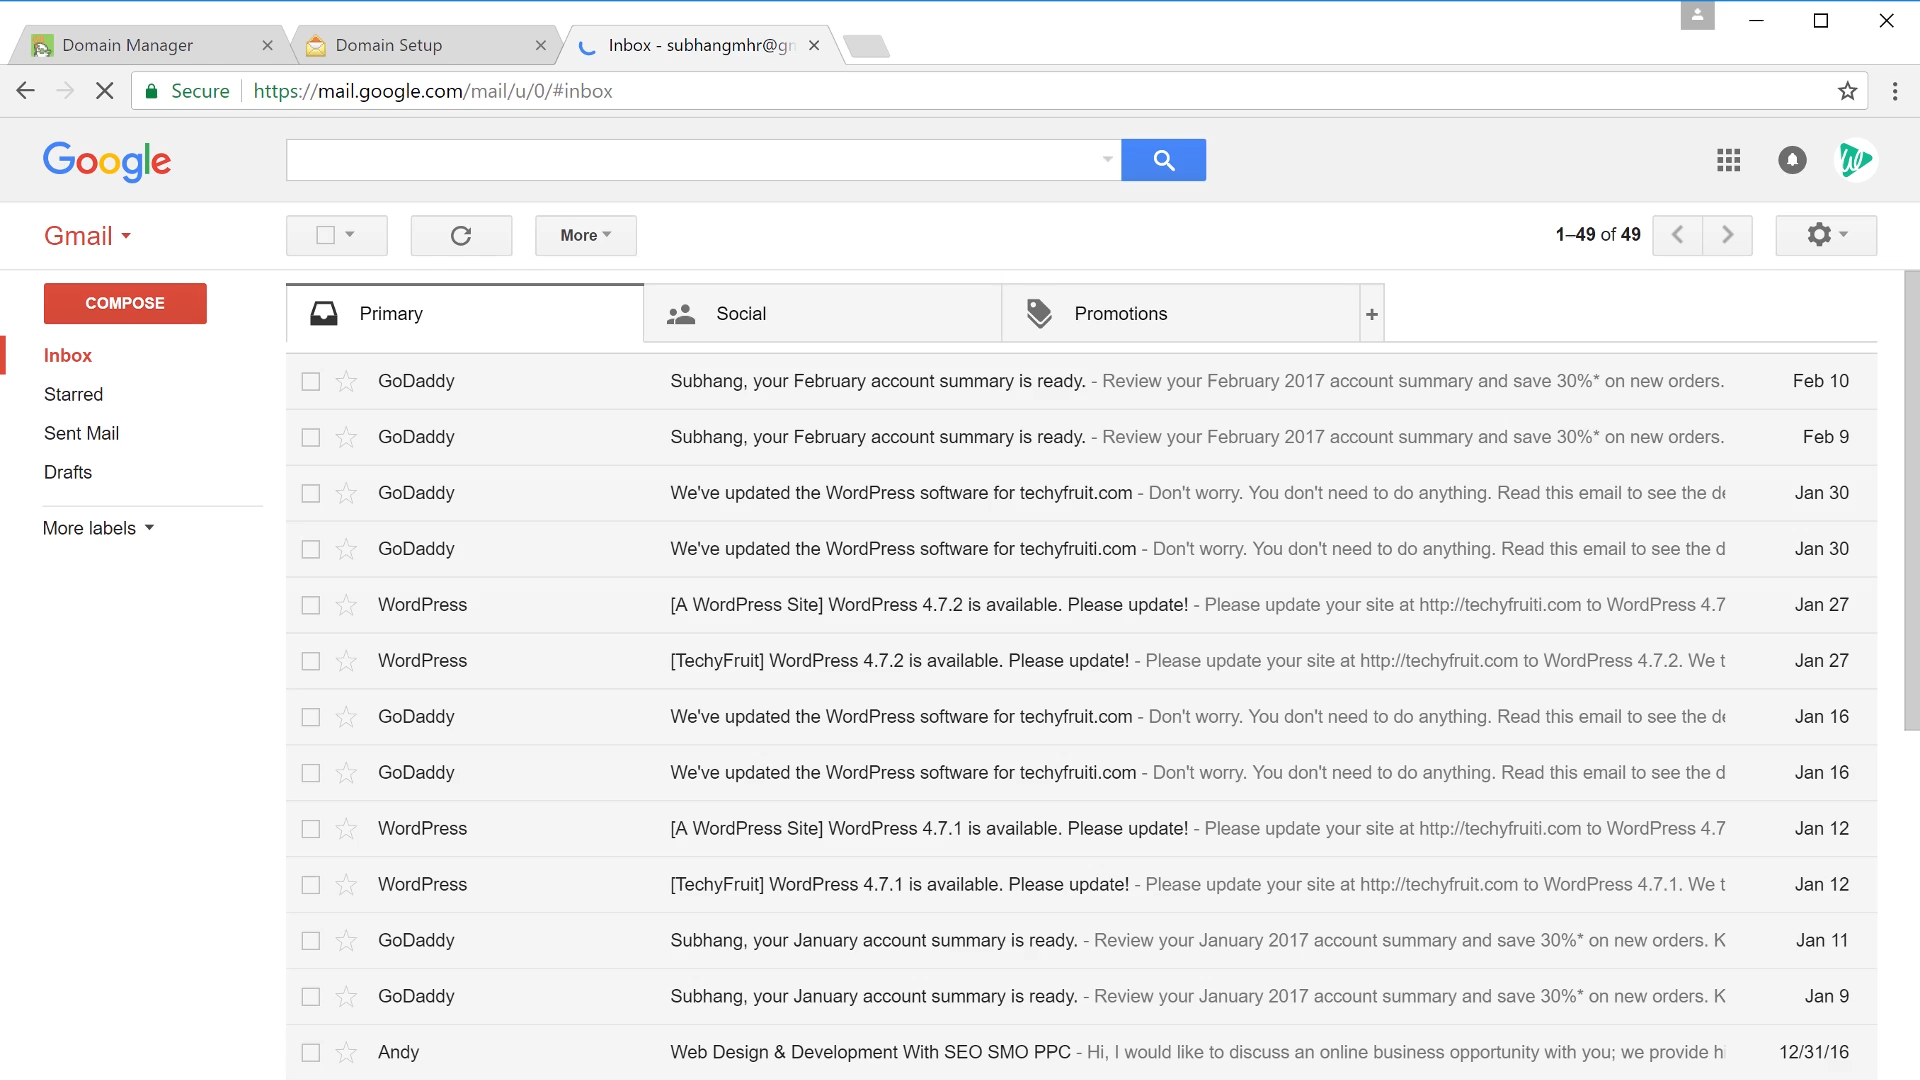 Domain Manager
Domain Setup
Inbox - subhangmhr@gm
Secure
https://mail.google.com/mail/u/0/#inbox
Google
Gmail
More
1–49 of 49
COMPOSE
Inbox
Starred
Sent Mail
Drafts
More labels
Primary
Social
Promotions
+
GoDaddy Subhang, your February account summary is ready. - Review your February 2017 account summary and save 30%* on new orders. Feb 10
GoDaddy Subhang, your February account summary is ready. - Review your February 2017 account summary and save 30%* on new orders. Feb 9
GoDaddy We've updated the WordPress software for techyfruit.com - Don't worry. You don't need to do anything. Read this email to see the de Jan 30
GoDaddy We've updated the WordPress software for techyfruiti.com - Don't worry. You don't need to do anything. Read this email to see the d Jan 30
WordPress [A WordPress Site] WordPress 4.7.2 is available. Please update! - Please update your site at http://techyfruiti.com to WordPress 4.7 Jan 27
WordPress [TechyFruit] WordPress 4.7.2 is available. Please update! - Please update your site at http://techyfruit.com to WordPress 4.7.2. We t Jan 27
GoDaddy We've updated the WordPress software for techyfruit.com - Don't worry. You don't need to do anything. Read this email to see the de Jan 16
GoDaddy We've updated the WordPress software for techyfruiti.com - Don't worry. You don't need to do anything. Read this email to see the d Jan 16
WordPress [A WordPress Site] WordPress 4.7.1 is available. Please update! - Please update your site at http://techyfruiti.com to WordPress 4.7 Jan 12
WordPress [TechyFruit] WordPress 4.7.1 is available. Please update! - Please update your site at http://techyfruit.com to WordPress 4.7.1. We t Jan 12
GoDaddy Subhang, your January account summary is ready. - Review your January 2017 account summary and save 30%* on new orders. K Jan 11
GoDaddy Subhang, your January account summary is ready. - Review your January 2017 account summary and save 30%* on new orders. K Jan 9
Andy Web Design & Development With SEO SMO PPC - Hi, I would like to discuss an online business opportunity with you; we provide hi 12/31/16